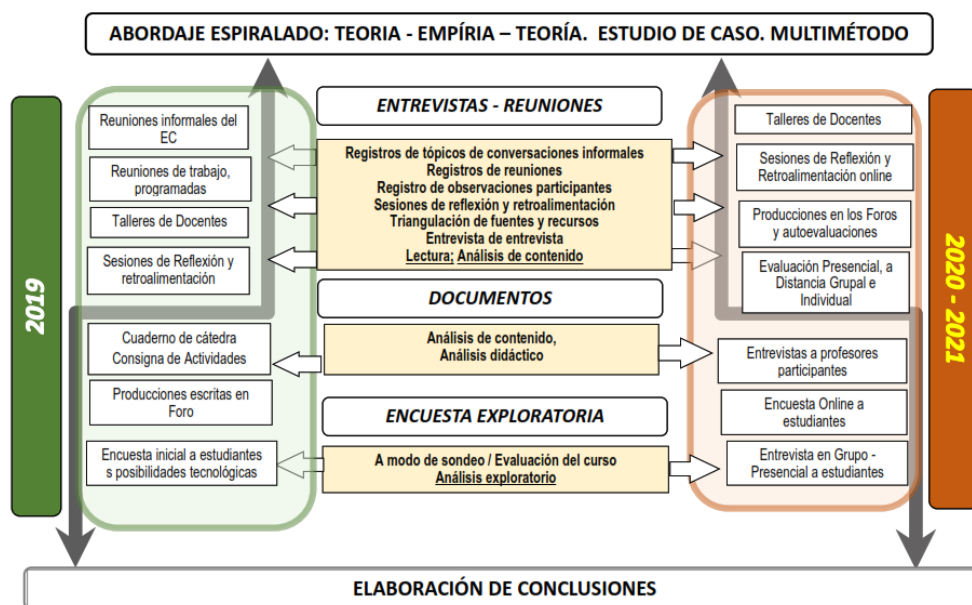 ABORDAJE ESPIRALADO: TEORIA - EMPÍRIA – TEORÍA. ESTUDIO DE CASO. MULTIMÉTODO
2019
Reuniones informales del
EC
Reuniones de trabajo,
programadas
Talleres de Docentes
Sesiones de Reflexión y
retroalimentación
Cuaderno de cátedra
Consigna de Actividades
Producciones escritas en
Foro
Encuesta inicial a estudiantes
s posibilidades tecnológicas
ENTREVISTAS - REUNIONES
Registros de tópicos de conversaciones informales
Registros de reuniones
Registro de observaciones participantes
Sesiones de reflexión y retroalimentación
Triangulación de fuentes y recursos
Entrevista de entrevista
Lectura; Análisis de contenido
DOCUMENTOS
Análisis de contenido,
Análisis didáctico
ENCUESTA EXPLORATORIA
A modo de sondeo / Evaluación del curso
Análisis exploratorio
Talleres de Docentes
Sesiones de Reflexión y
Retroalimentación online
Producciones en los Foros
y autoevaluaciones
Evaluación Presencial, a
Distancia Grupal e
Individual
Entrevistas a profesores
participantes
Encuesta Online a
estudiantes
Entrevista en Grupo -
Presencial a estudiantes
2020 - 2021
ELABORACIÓN DE CONCLUSIONES